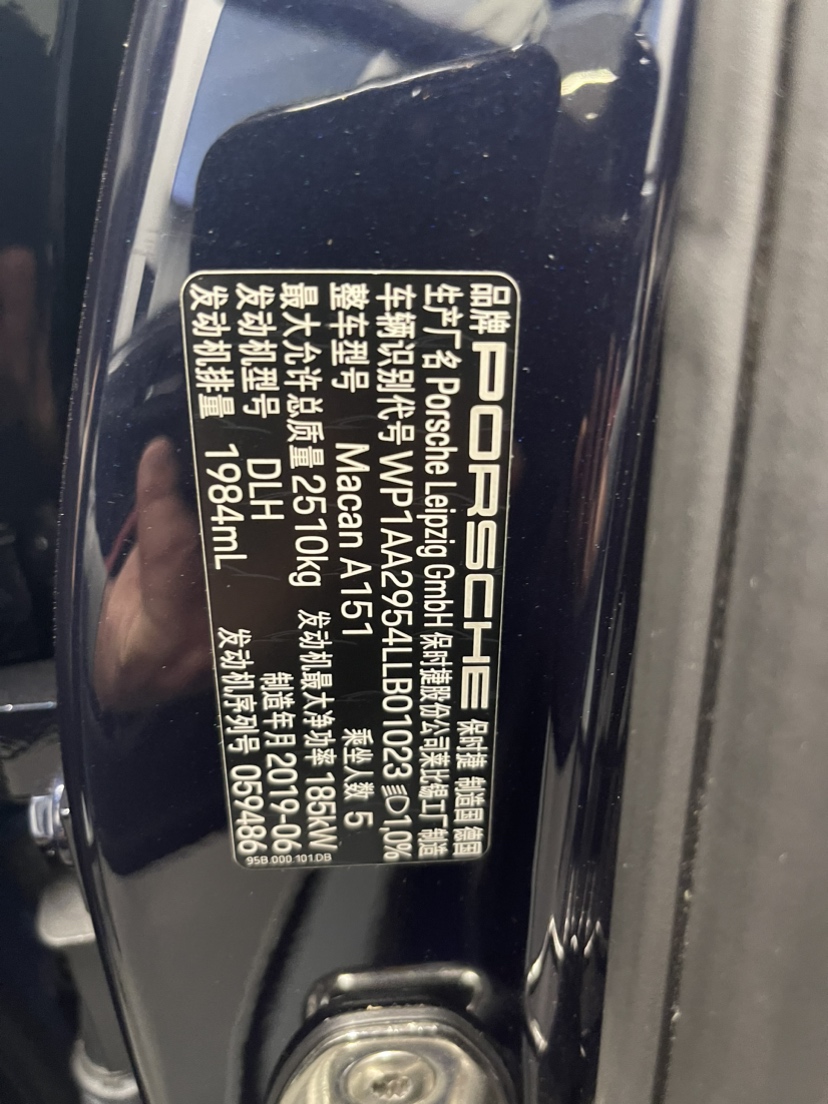 品牌 PORSCHE 保时捷 制造国 德国
生产厂名 Porsche Leipzig GmbH 保时捷股份公司莱比锡工厂 制造
车辆识别代号 WP1AA2954LLB01023 1,0%
整车型号 Macan A151 乘坐人数 5
最大允许总质量 2510kg 发动机最大净功率 185kW
发动机型号 DLH 制造年月 2019-06
发动机排量 1984mL 发动机序列号 059486
95B.000.101.DB